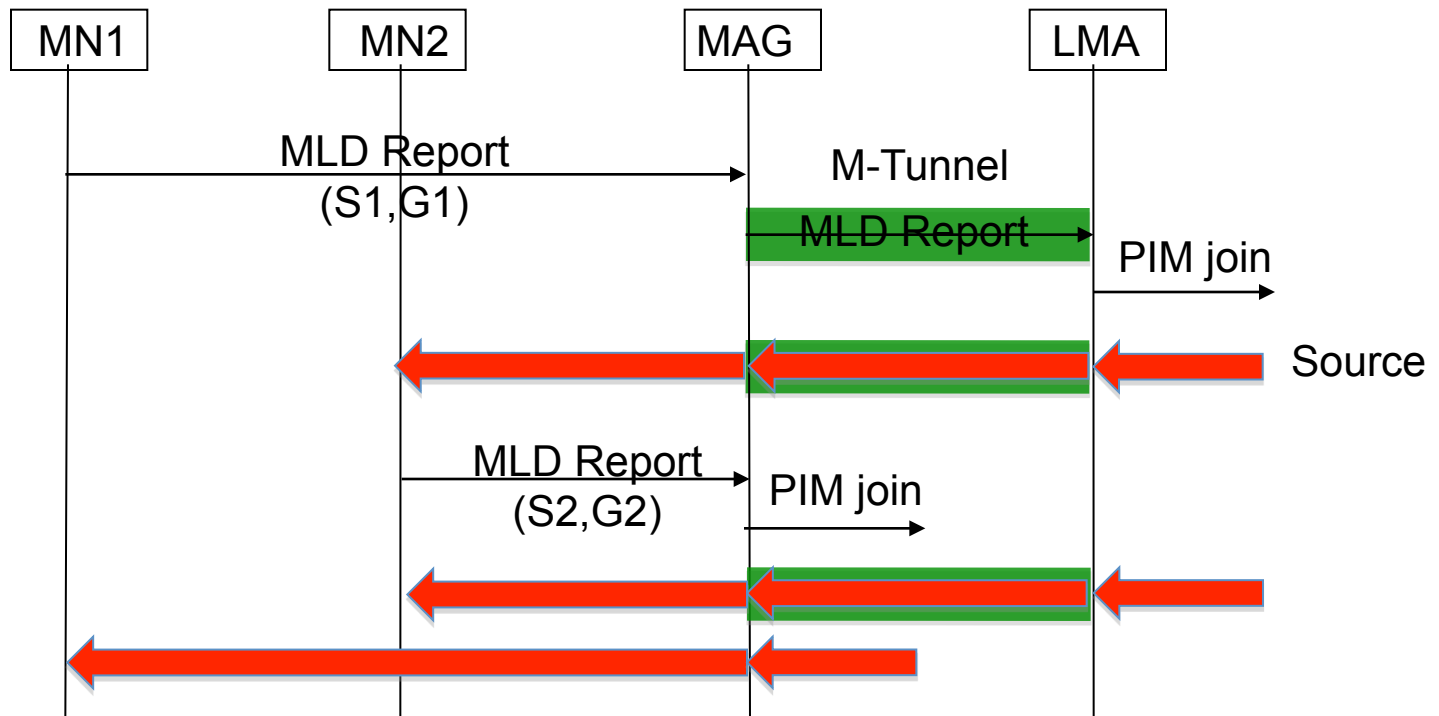 MN1
MN2
MAG
LMA
MLD Report
(S1,G1)
M-Tunnel
MLD Report
PIM join
Source
MLD Report
(S2,G2)
PIM join